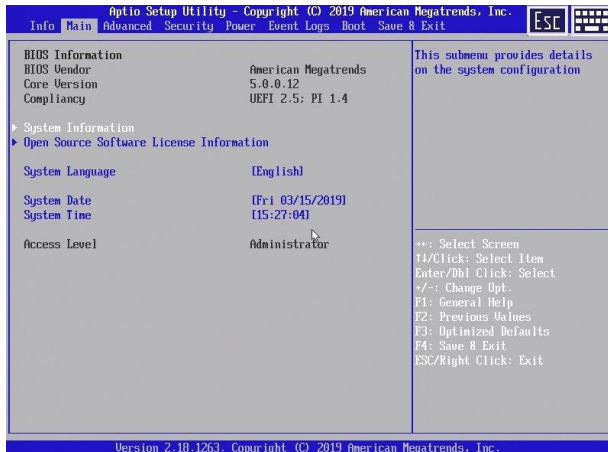 Aptio Setup Utility - Copyright (C) 2019 American Megatrends, Inc.
Info Main Advanced Security Power Event Logs Boot Save & Exit
Esc
BIOS Information
BIOS Vendor American Megatrends
Core Version 5.0.0.12
Compliancy UEFI 2.5; PI 1.4
System Information
Open Source Software License Information
System Language [English]
System Date [Fri 03/15/2019]
System Time [15:27:04]
Access Level Administrator
This submenu provides details
on the system configuration
→←: Select Screen
↑↓/Click: Select Item
Enter/Dbl Click: Select
+/-: Change Opt.
F1: General Help
F2: Previous Values
F3: Optimized Defaults
F4: Save & Exit
ESC/Right Click: Exit
Version 2.18.1263. Copyright (C) 2019 American Megatrends, Inc.